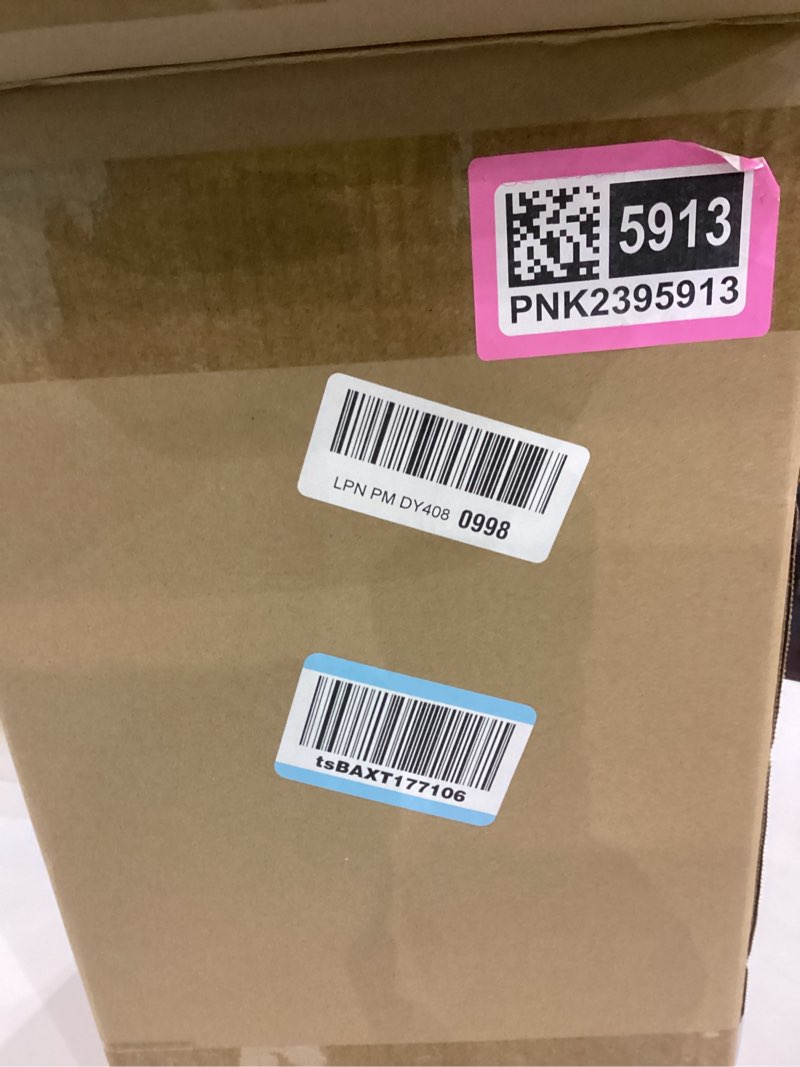 5913
PNK2395913
LPN PM DY408 0998
tsBAXT177106